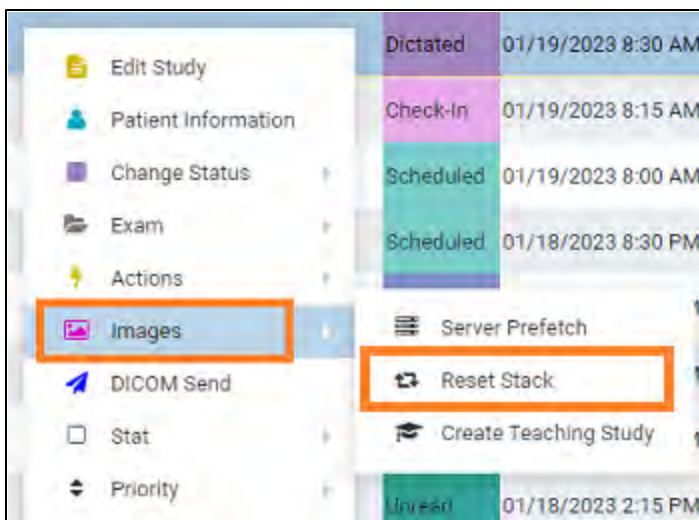 Dictated 01/19/2023 8:30 AM
Edit Study
Patient Information
Check-In 01/19/2023 8:15 AM
Change Status
Scheduled 01/19/2023 8:00 AM
Exam
Scheduled 01/18/2023 8:30 PM
Actions
Images
Server Prefetch
DICOM Send
Reset Stack
Stat
Create Teaching Study
Priority
Unread 01/18/2023 2:15 PM